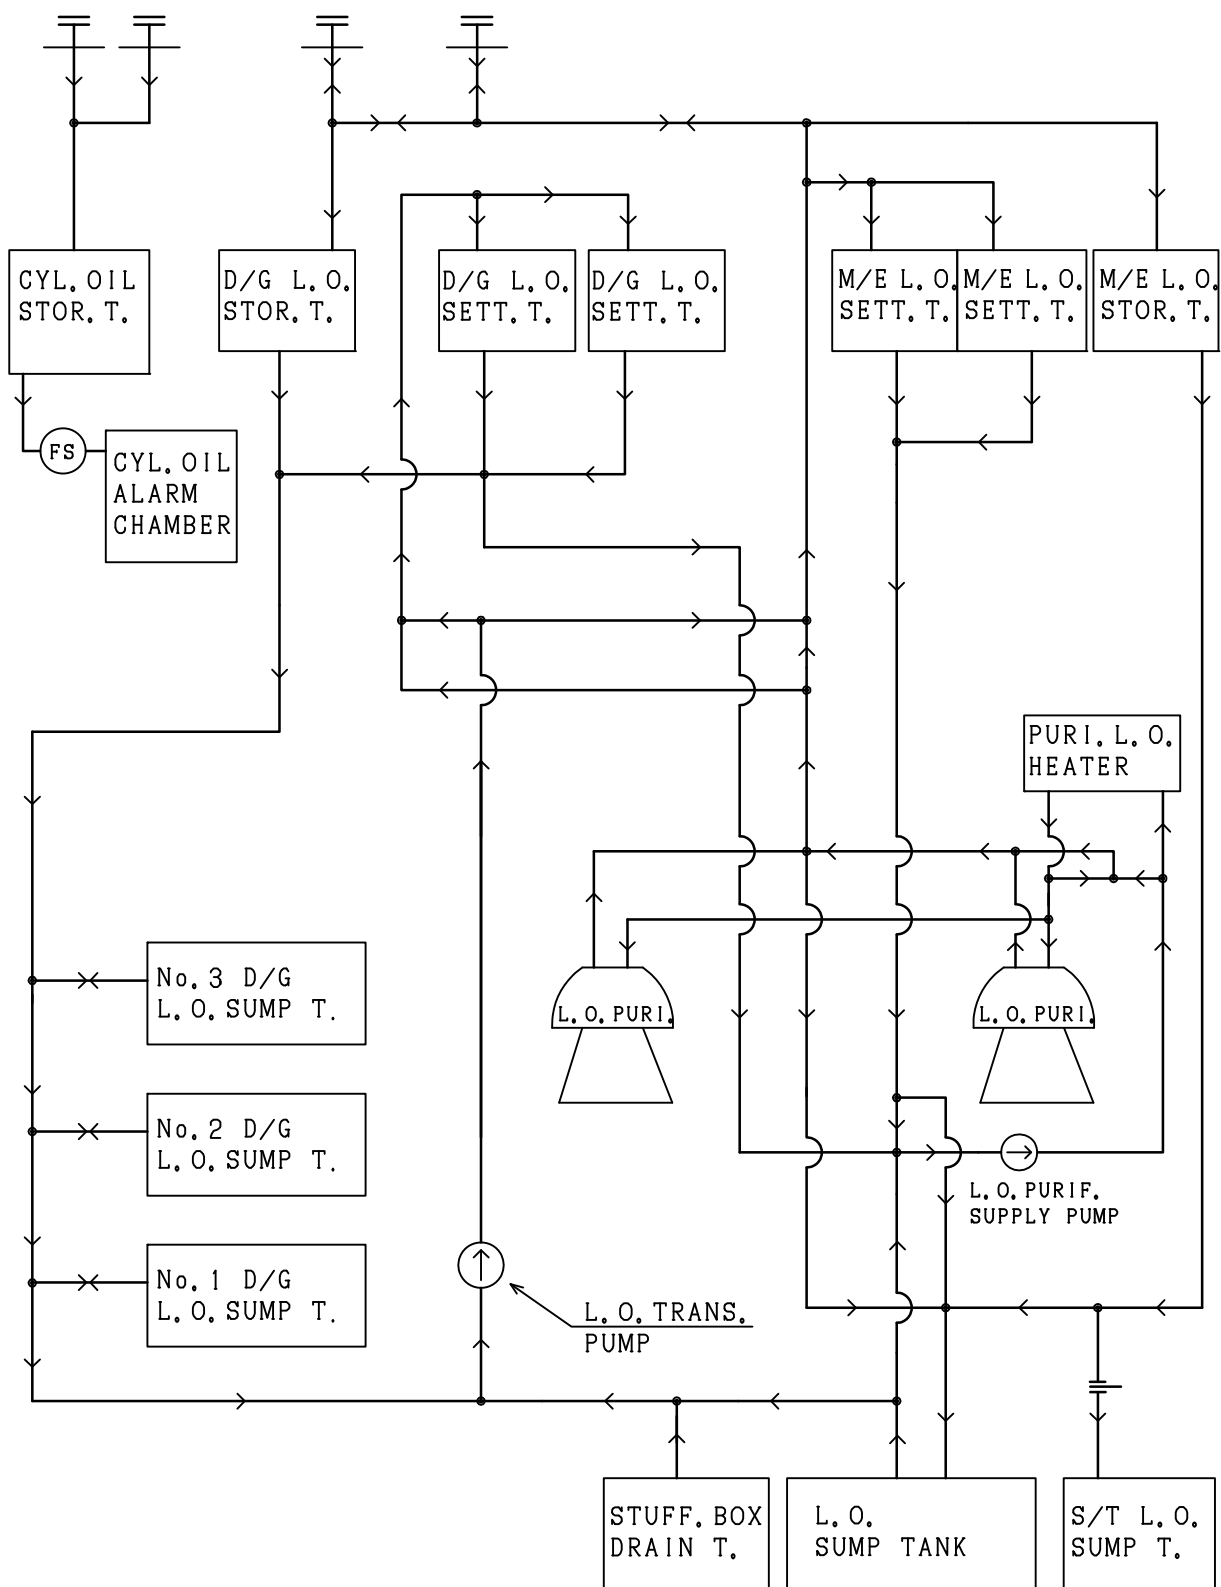 CYL. OIL
STOR. T.
D/G L.O.
STOR. T.
D/G L.O.
SETT. T.
D/G L.O.
SETT. T.
M/E L.O.
SETT. T.
M/E L.O.
SETT. T.
M/E L.O.
STOR. T.
FS
CYL. OIL
ALARM
CHAMBER
PURI. L.O.
HEATER
No. 3 D/G
L.O. SUMP T.
L.O. PURI.
L.O. PURI.
No. 2 D/G
L.O. SUMP T.
L.O. PURIF.
SUPPLY PUMP
No. 1 D/G
L.O. SUMP T.
L.O. TRANS.
PUMP
STUFF. BOX
DRAIN T.
L.O.
SUMP TANK
S/T L.O.
SUMP T.